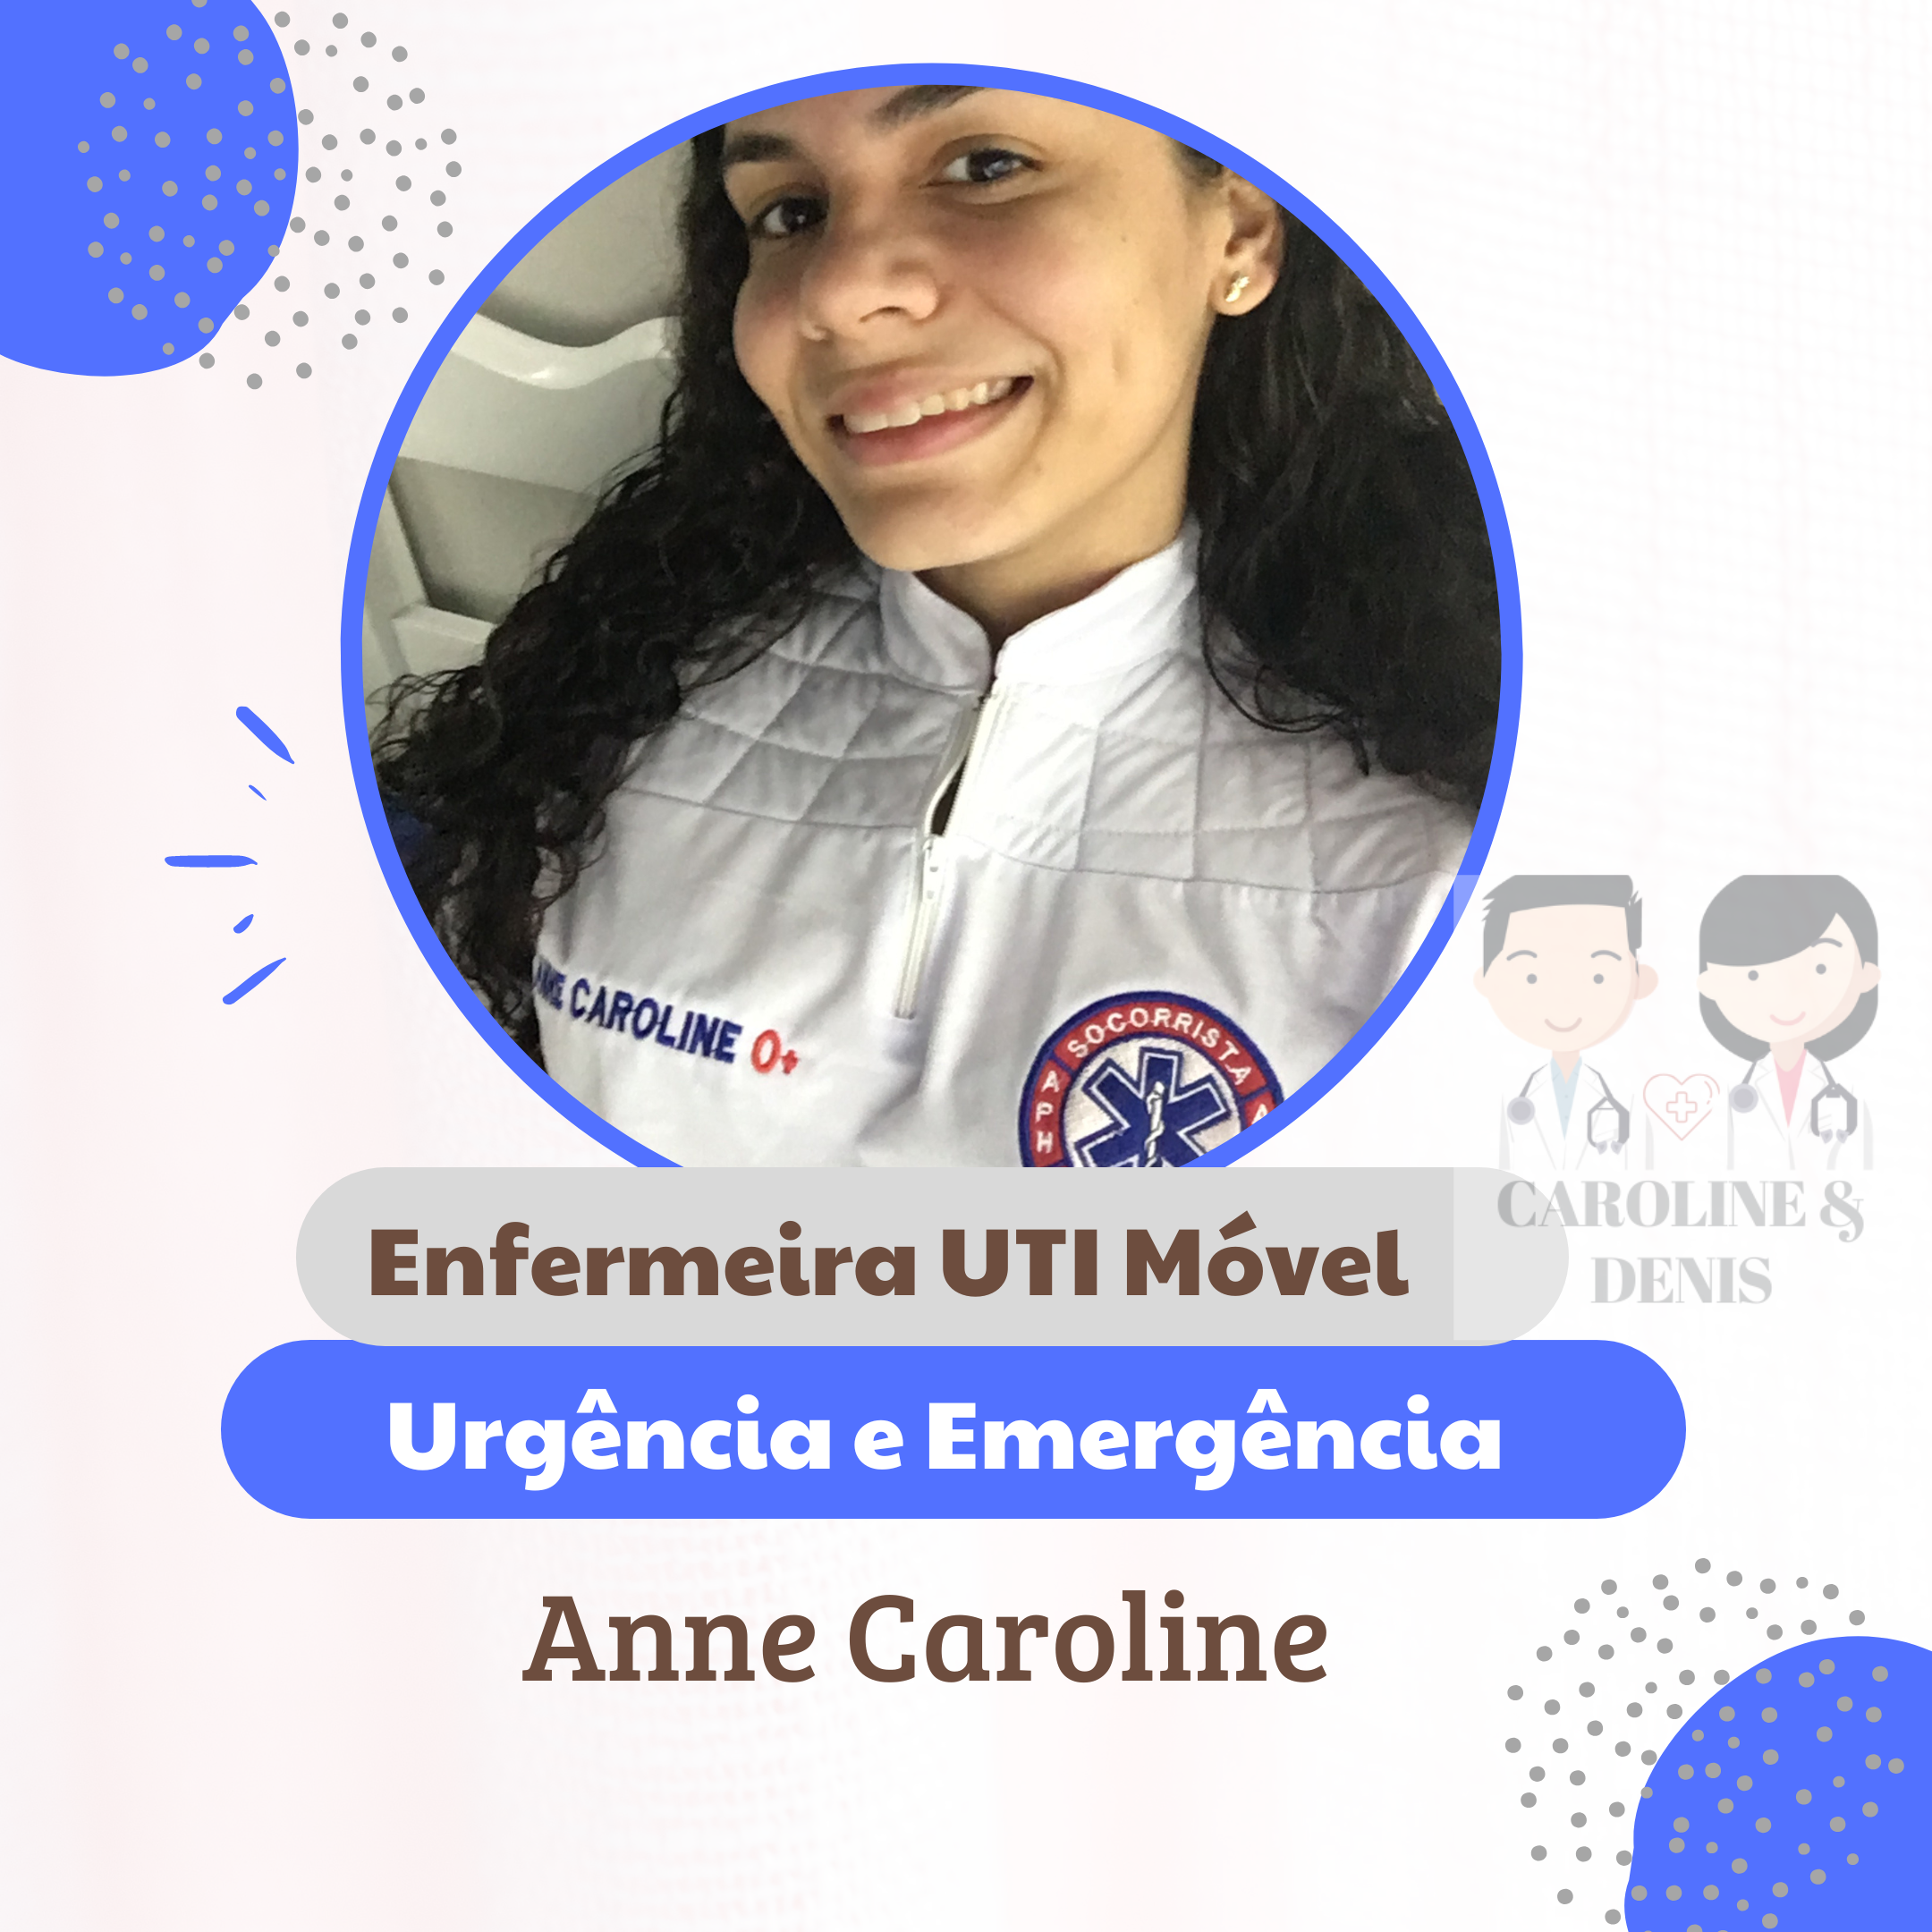 ANNE CAROLINE O+
APH SOCORRISTA A
Enfermeira UTI Móvel
CAROLINE &
DENIS
Urgência e Emergência
Anne Caroline